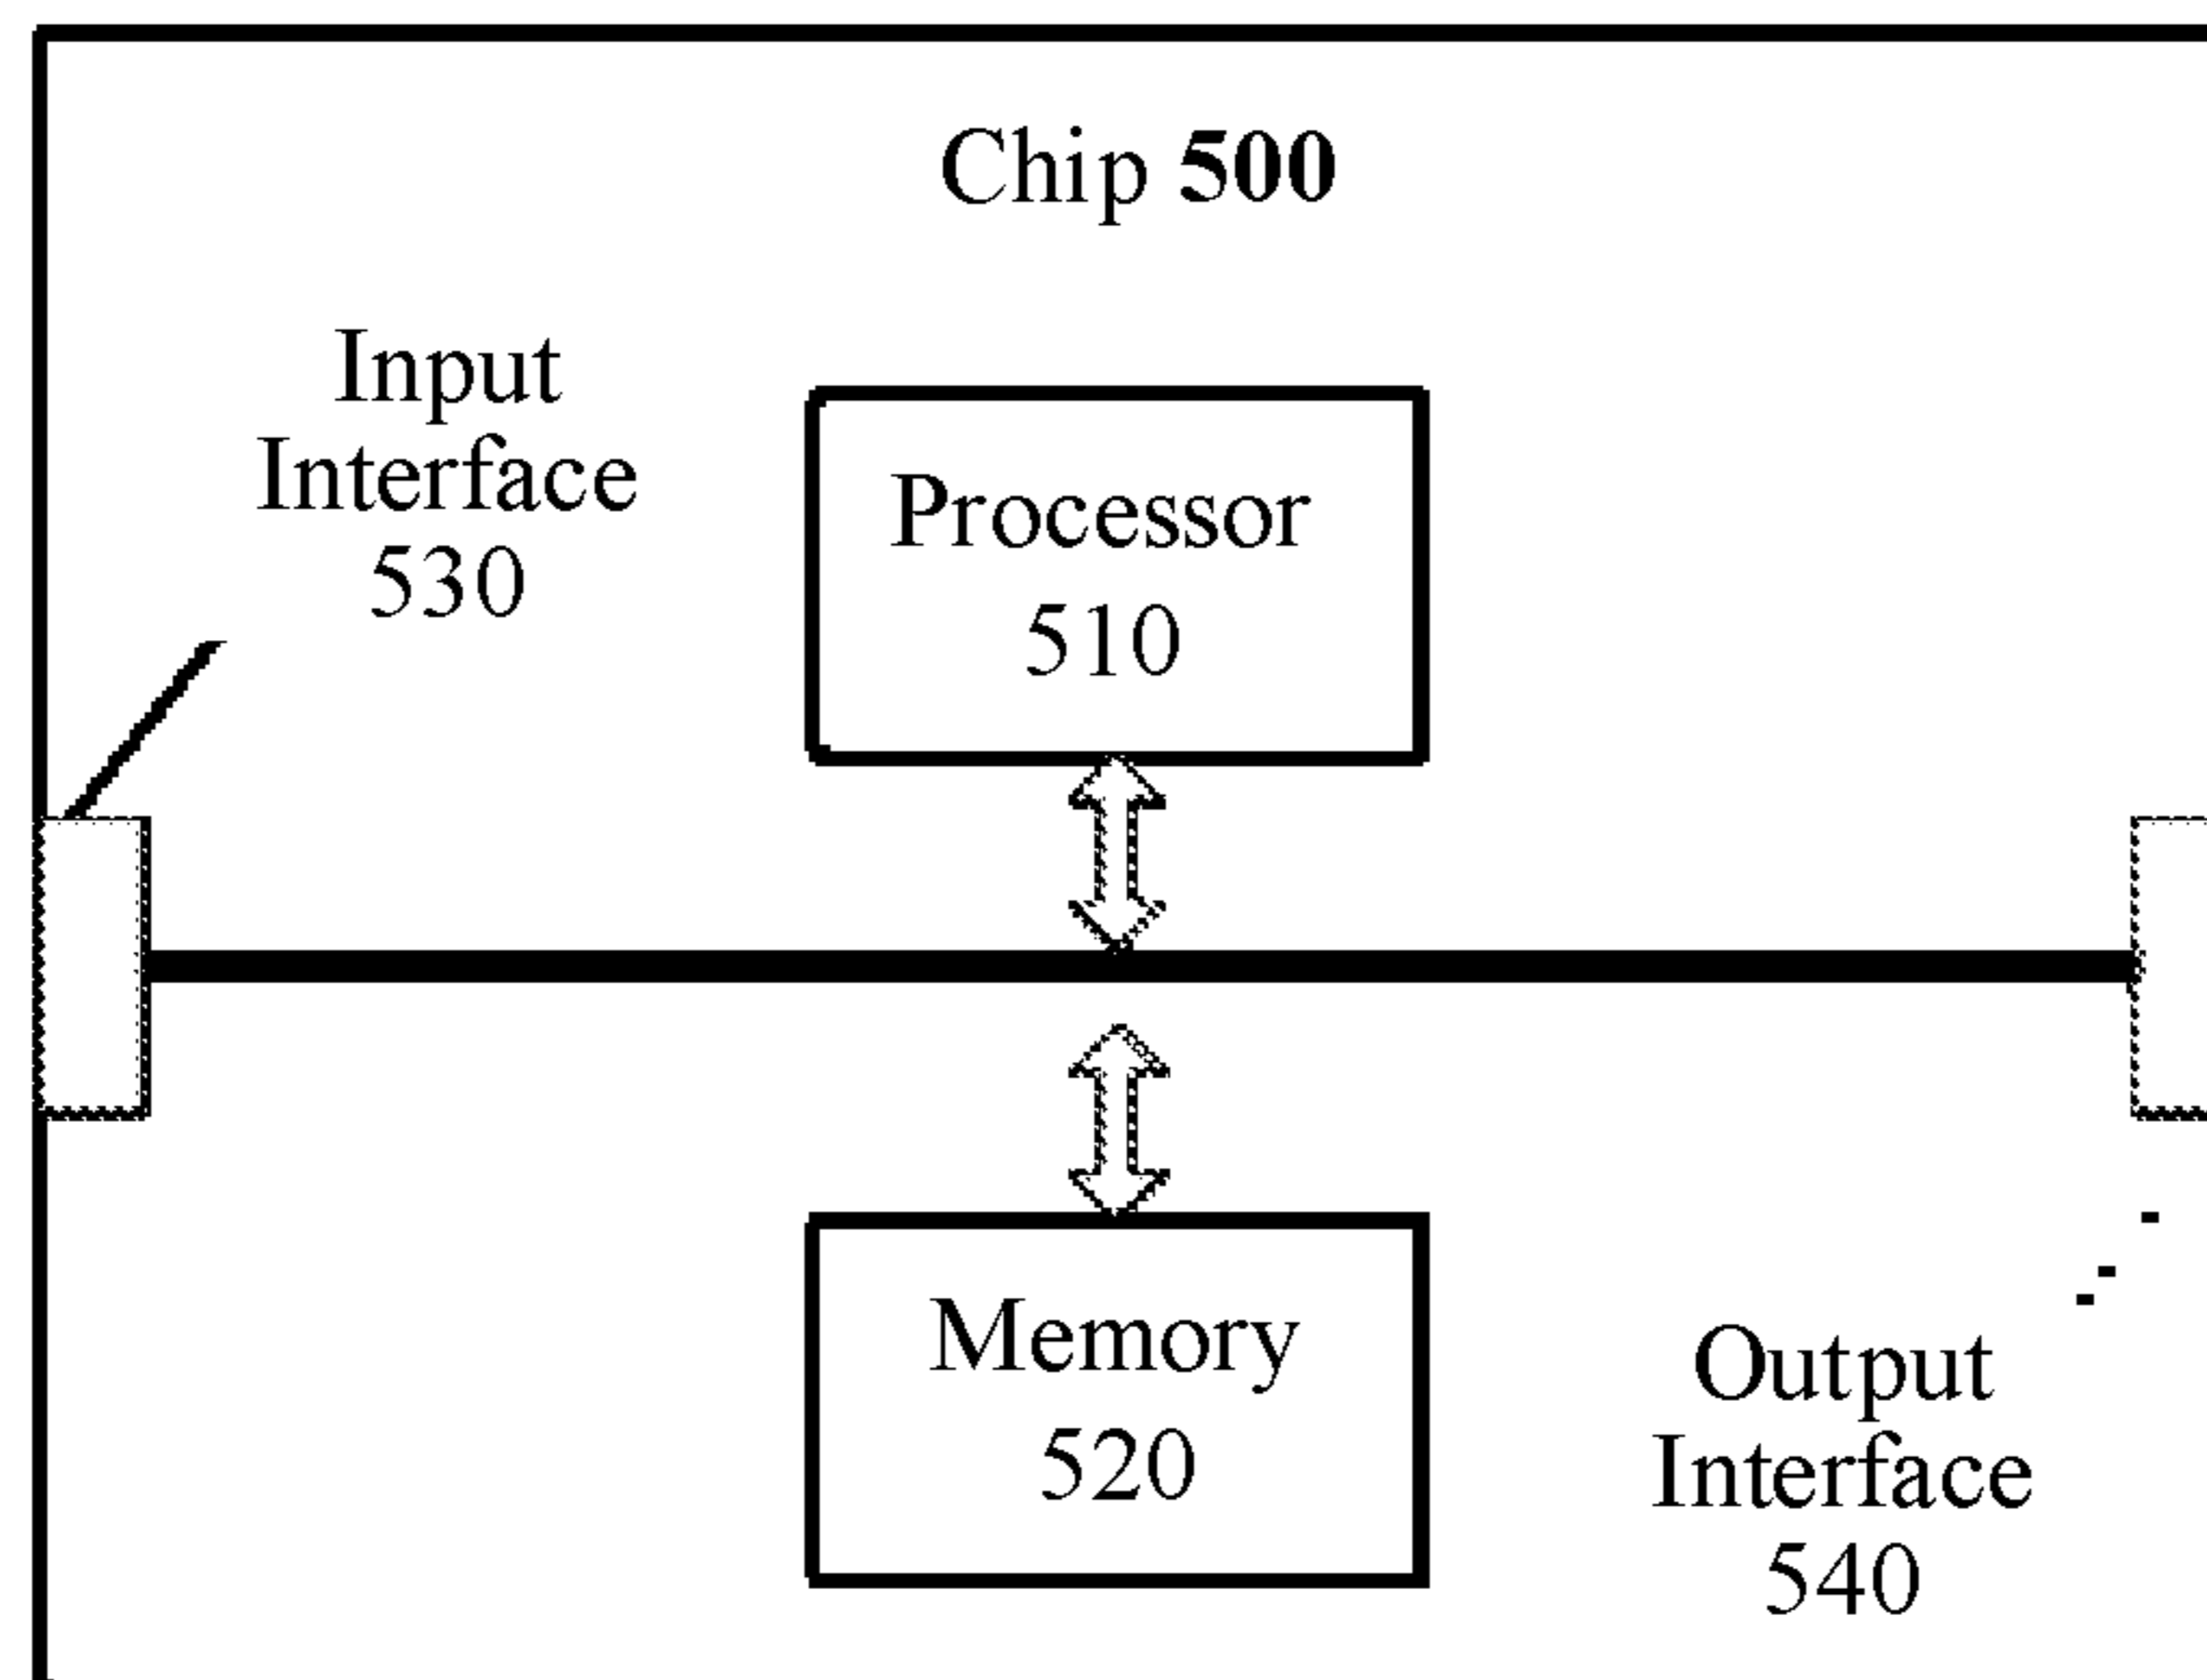 Chip 500
Input
Interface
530
Processor
510
Memory
520
Output
Interface
540